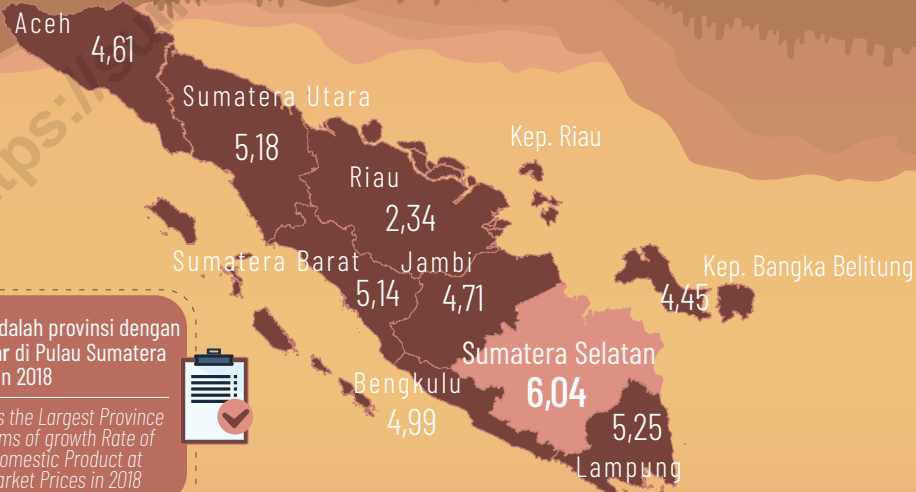 Aceh
4,61
Sumatera Utara
5,18
Kep. Riau
Riau
2,34
Sumatera Barat
5,14
Jambi
4,71
Kep. Bangka Belitung
4,45
Sumatera Selatan
6,04
Bengkulu
4,99
5,25
Lampung
dalah provinsi dengan
ar di Pulau Sumatera
n 2018
s the Largest Province
ms of growth Rate of
omestic Product at
arket Prices in 2018